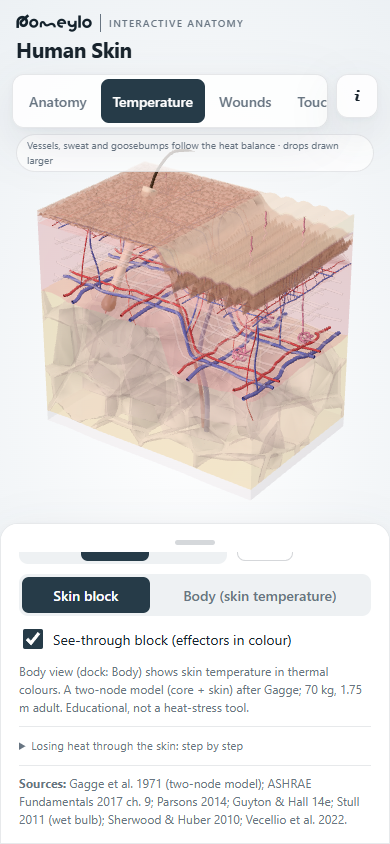 Domeylo
INTERACTIVE ANATOMY
Human Skin
Anatomy
Temperature
Wounds
Touc
i
Vessels, sweat and goosebumps follow the heat balance · drops drawn
larger
Skin block
Body (skin temperature)
See-through block (effectors in colour)
Body view (dock: Body) shows skin temperature in thermal
colours. A two-node model (core + skin) after Gagge; 70 kg, 1.75
m adult. Educational, not a heat-stress tool.
Losing heat through the skin: step by step
Sources: Gagge et al. 1971 (two-node model); ASHRAE
Fundamentals 2017 ch. 9; Parsons 2014; Guyton & Hall 14e; Stull
2011 (wet bulb); Sherwood & Huber 2010; Vecellio et al. 2022.